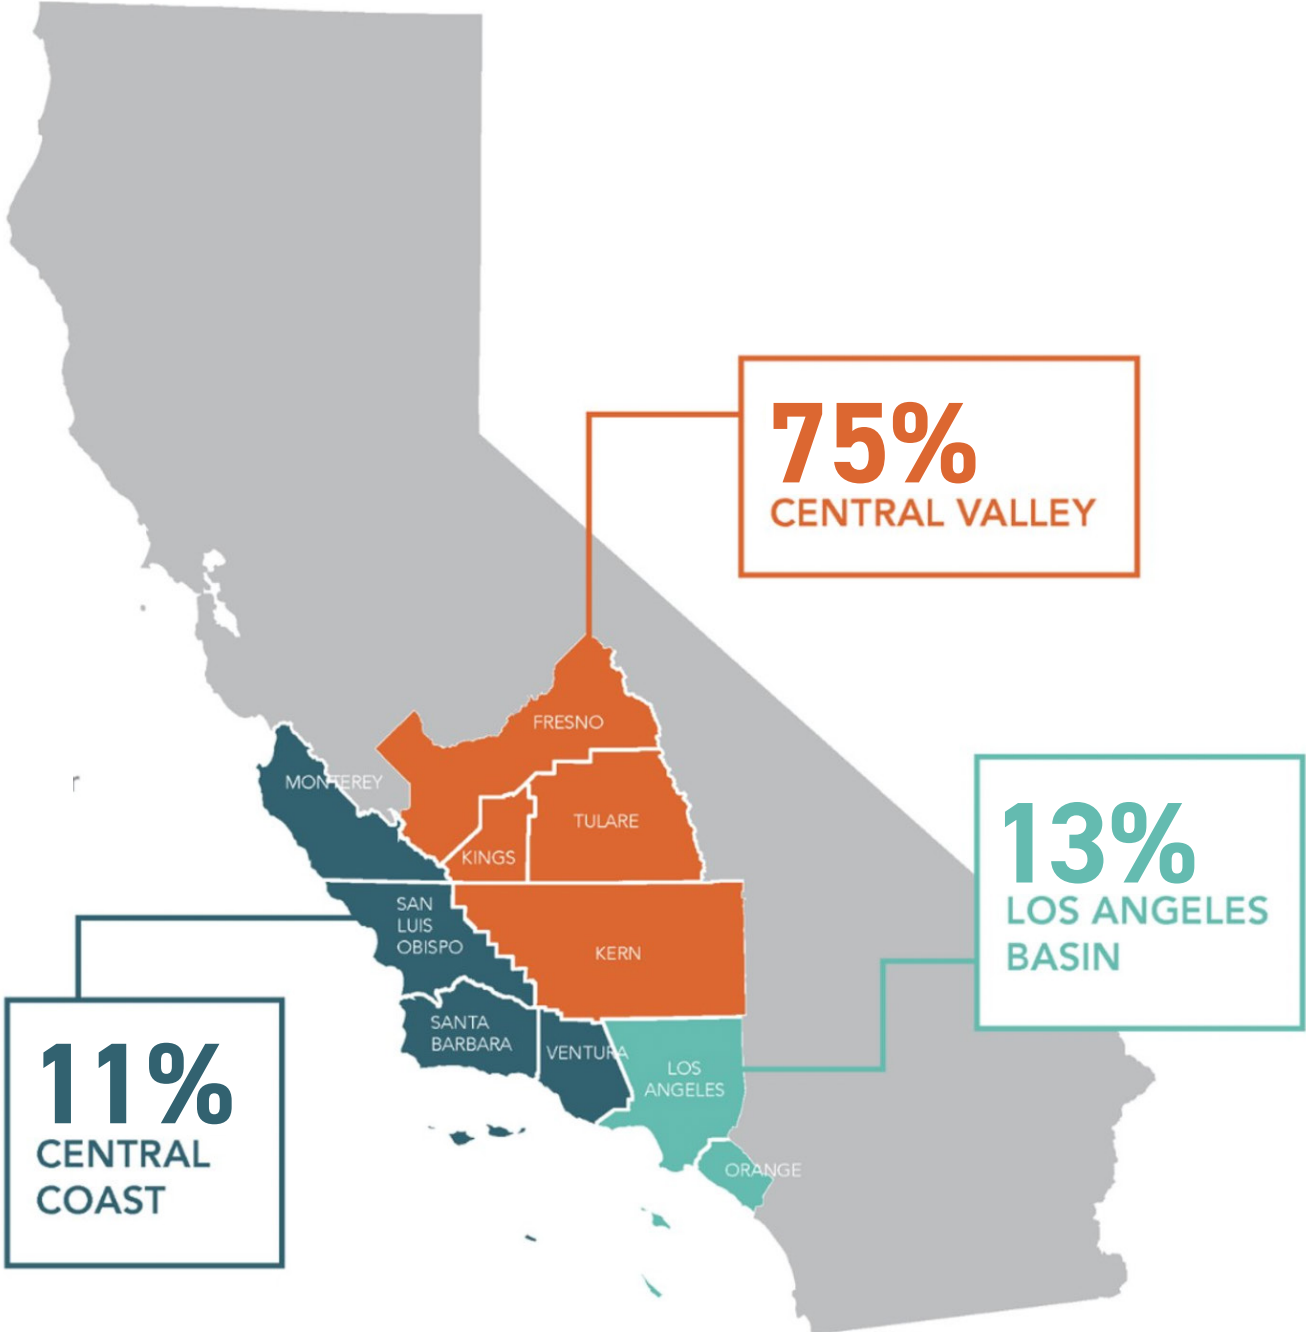 75%
CENTRAL VALLEY
FRESNO
MONTEREY
TULARE
KINGS
13%
LOS ANGELES
BASIN
SAN
LUIS
OBISPO
KERN
SANTA
BARBARA
VENTURA
LOS
ANGELES
11%
CENTRAL
COAST
ORANGE